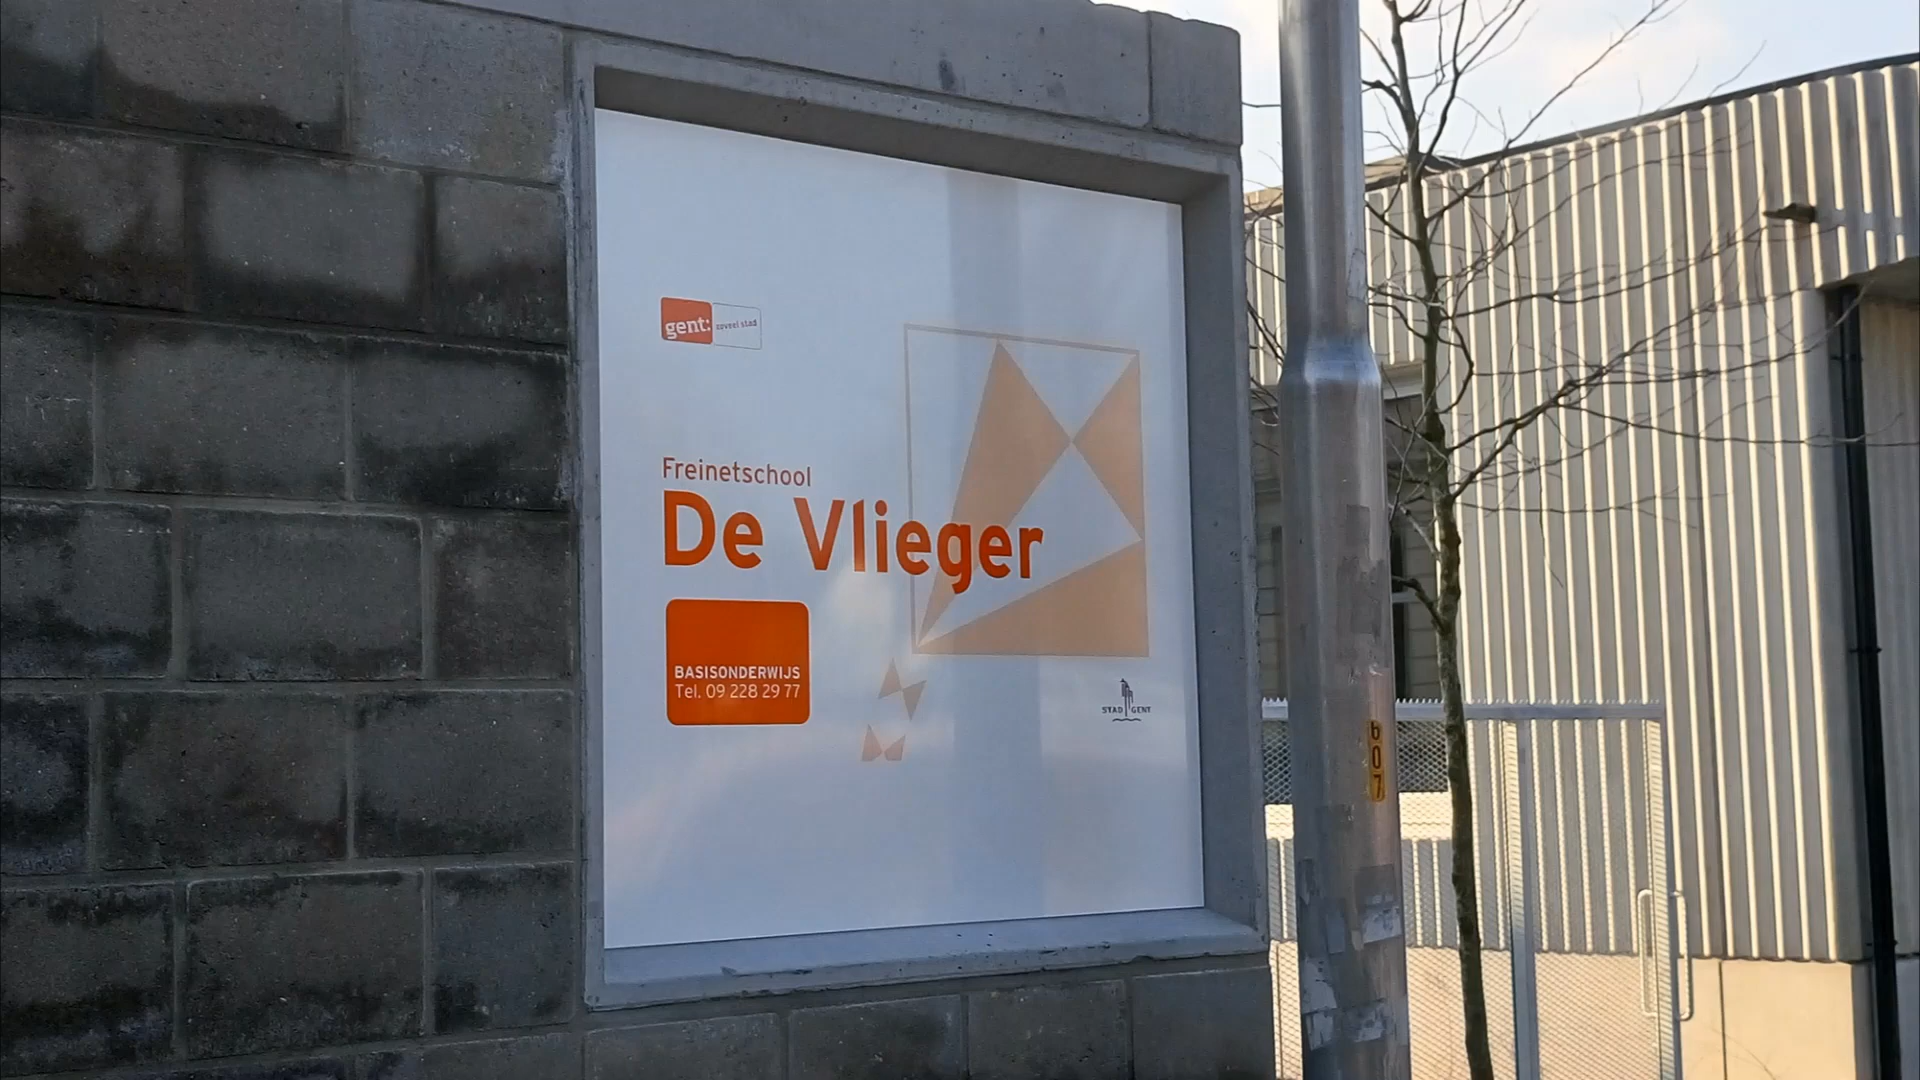 gent: zoveel stad
Freinetschool
De Vlieger
BASISONDERWIJS
Tel. 09 228 29 77
STAD GENT
607